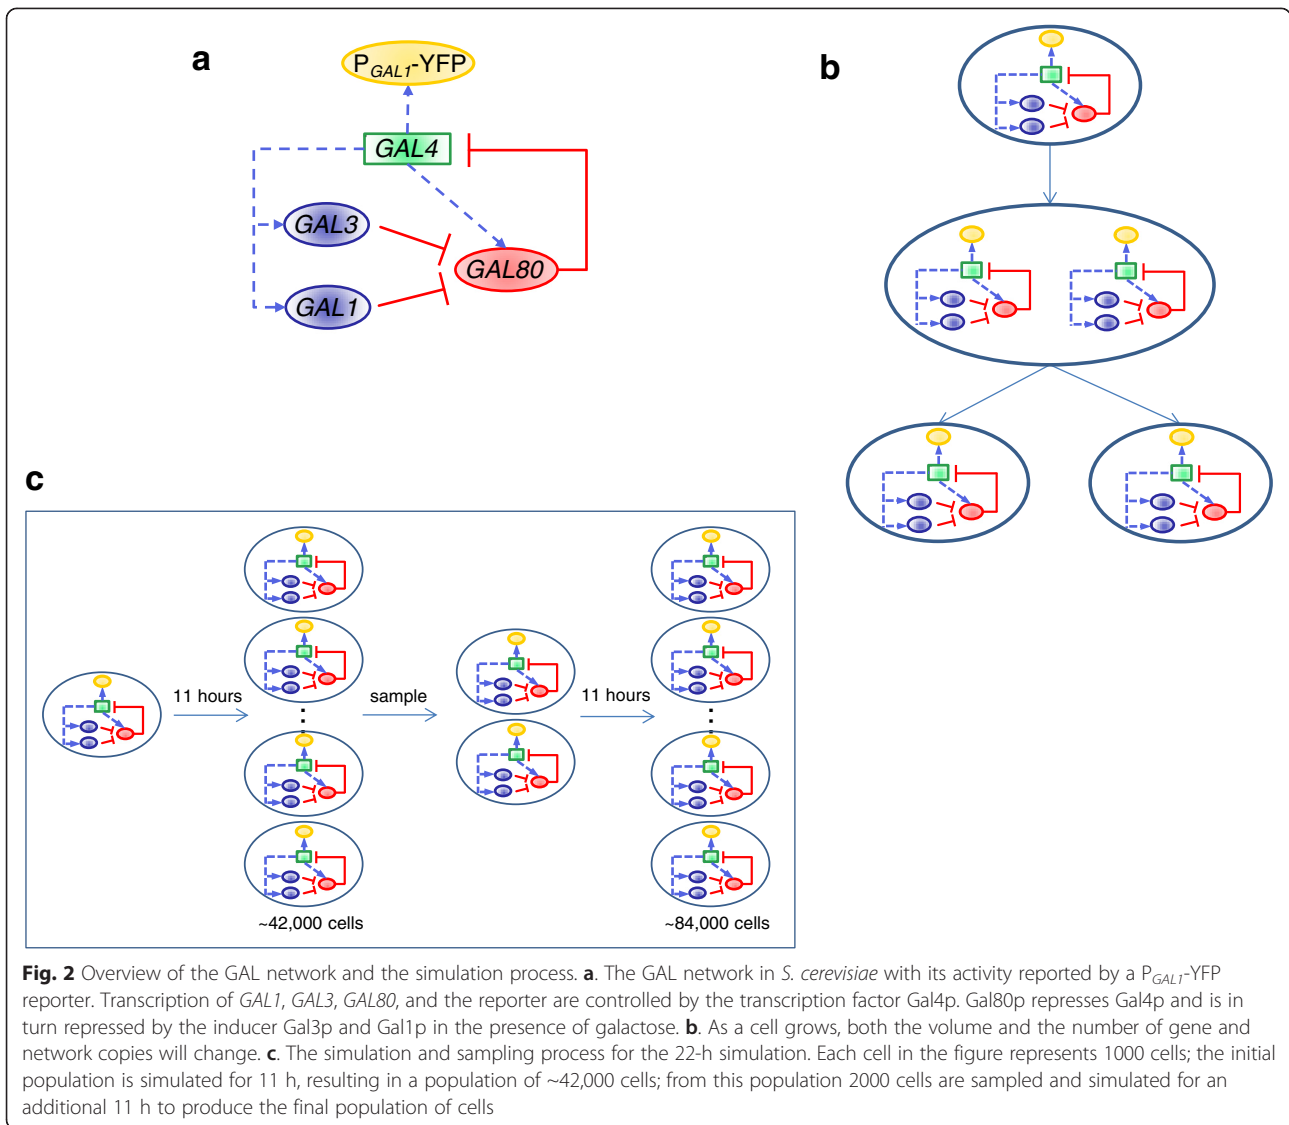 a
P_GAL1-YFP
GAL4
GAL3
GAL80
GAL1
b
c
11 hours
sample
11 hours
~42,000 cells
~84,000 cells
Fig. 2 Overview of the GAL network and the simulation process. a. The GAL network in S. cerevisiae with its activity reported by a P_GAL1-YFP
reporter. Transcription of GAL1, GAL3, GAL80, and the reporter are controlled by the transcription factor Gal4p. Gal80p represses Gal4p and is in
turn repressed by the inducer Gal3p and Gal1p in the presence of galactose. b. As a cell grows, both the volume and the number of gene and
network copies will change. c. The simulation and sampling process for the 22-h simulation. Each cell in the figure represents 1000 cells; the initial
population is simulated for 11 h, resulting in a population of ~42,000 cells; from this population 2000 cells are sampled and simulated for an
additional 11 h to produce the final population of cells